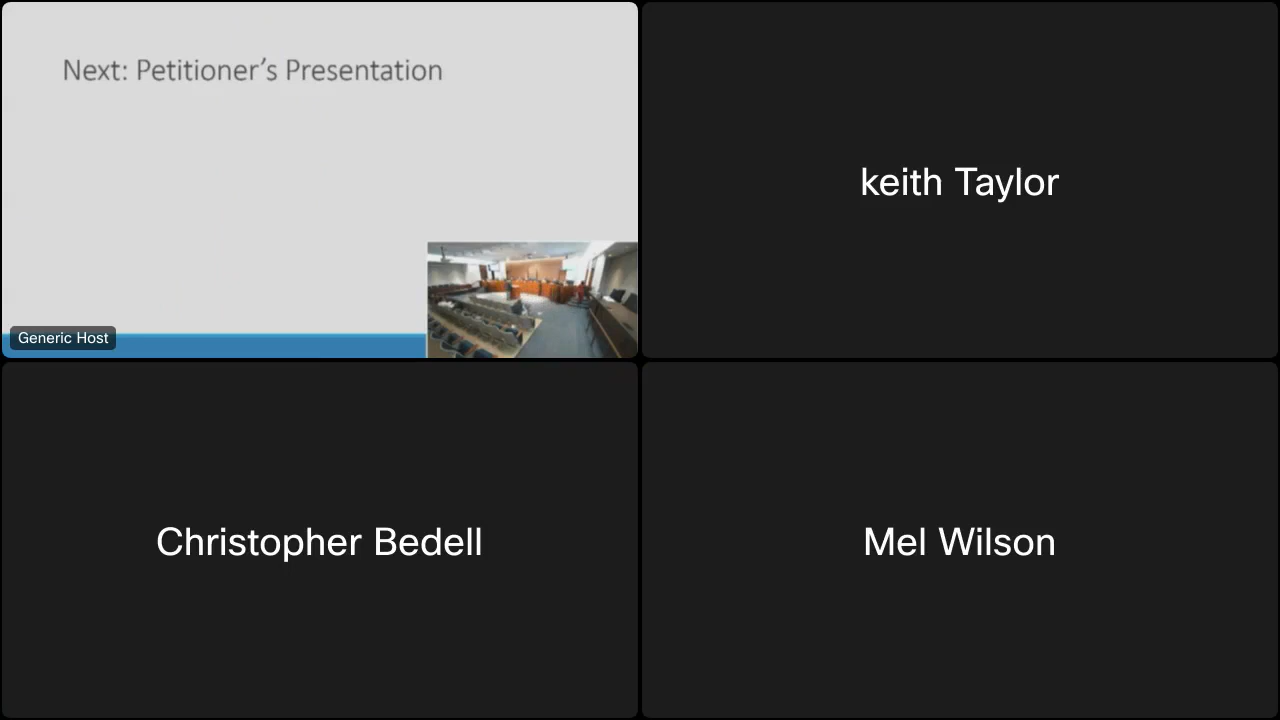 Next: Petitioner's Presentation
Generic Host
keith Taylor
Christopher Bedell
Mel Wilson